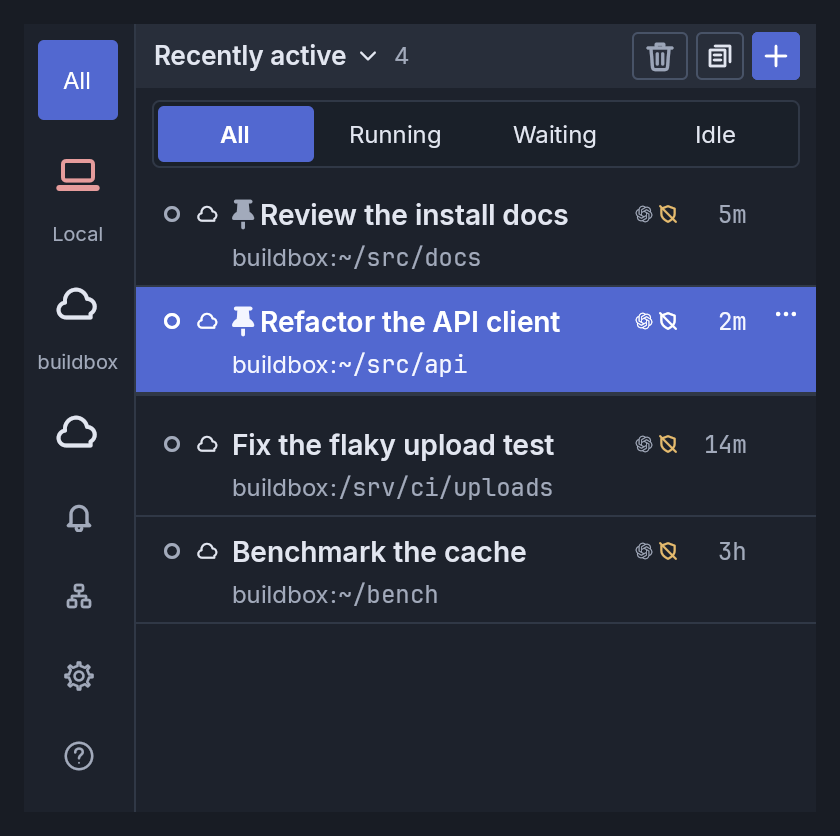 All
Local
buildbox
Recently active 4
All Running Waiting Idle
Review the install docs 5m
buildbox:~/src/docs
Refactor the API client 2m
buildbox:~/src/api
Fix the flaky upload test 14m
buildbox:/srv/ci/uploads
Benchmark the cache 3h
buildbox:~/bench